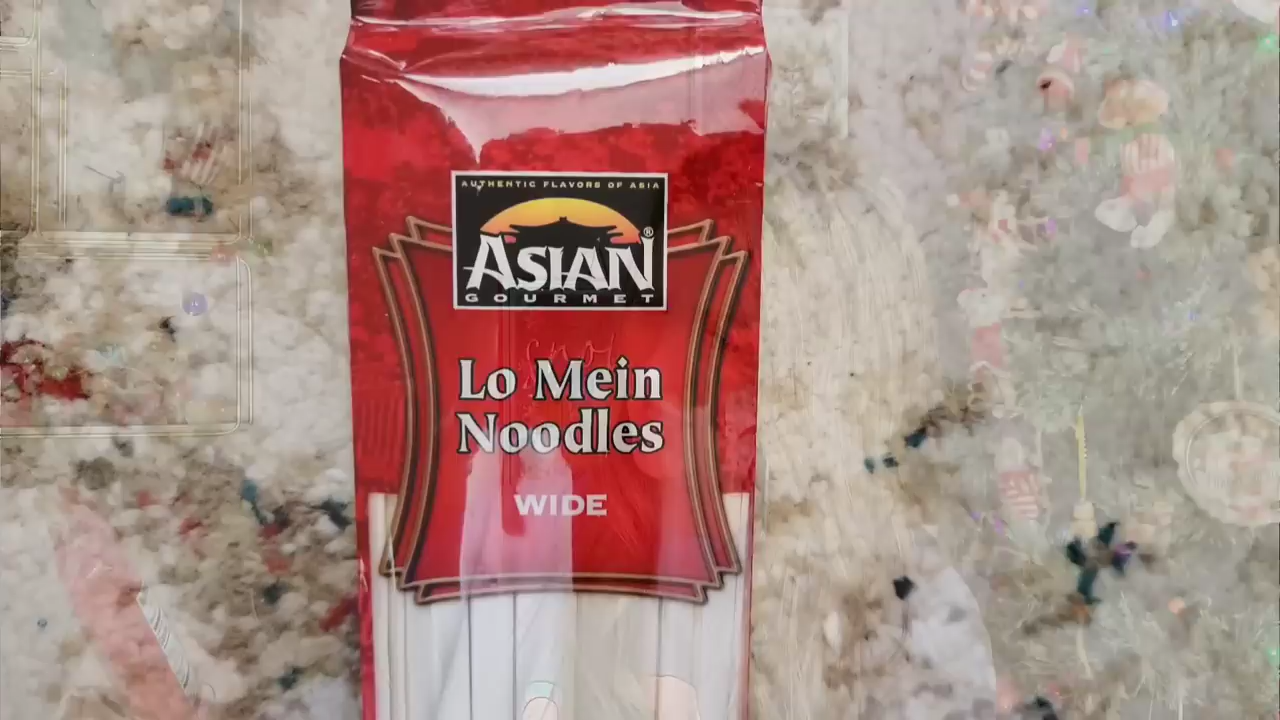 AUTHENTIC FLAVORS OF ASIA
ASIAN®
GOURMET
Lo Mein
Noodles
WIDE